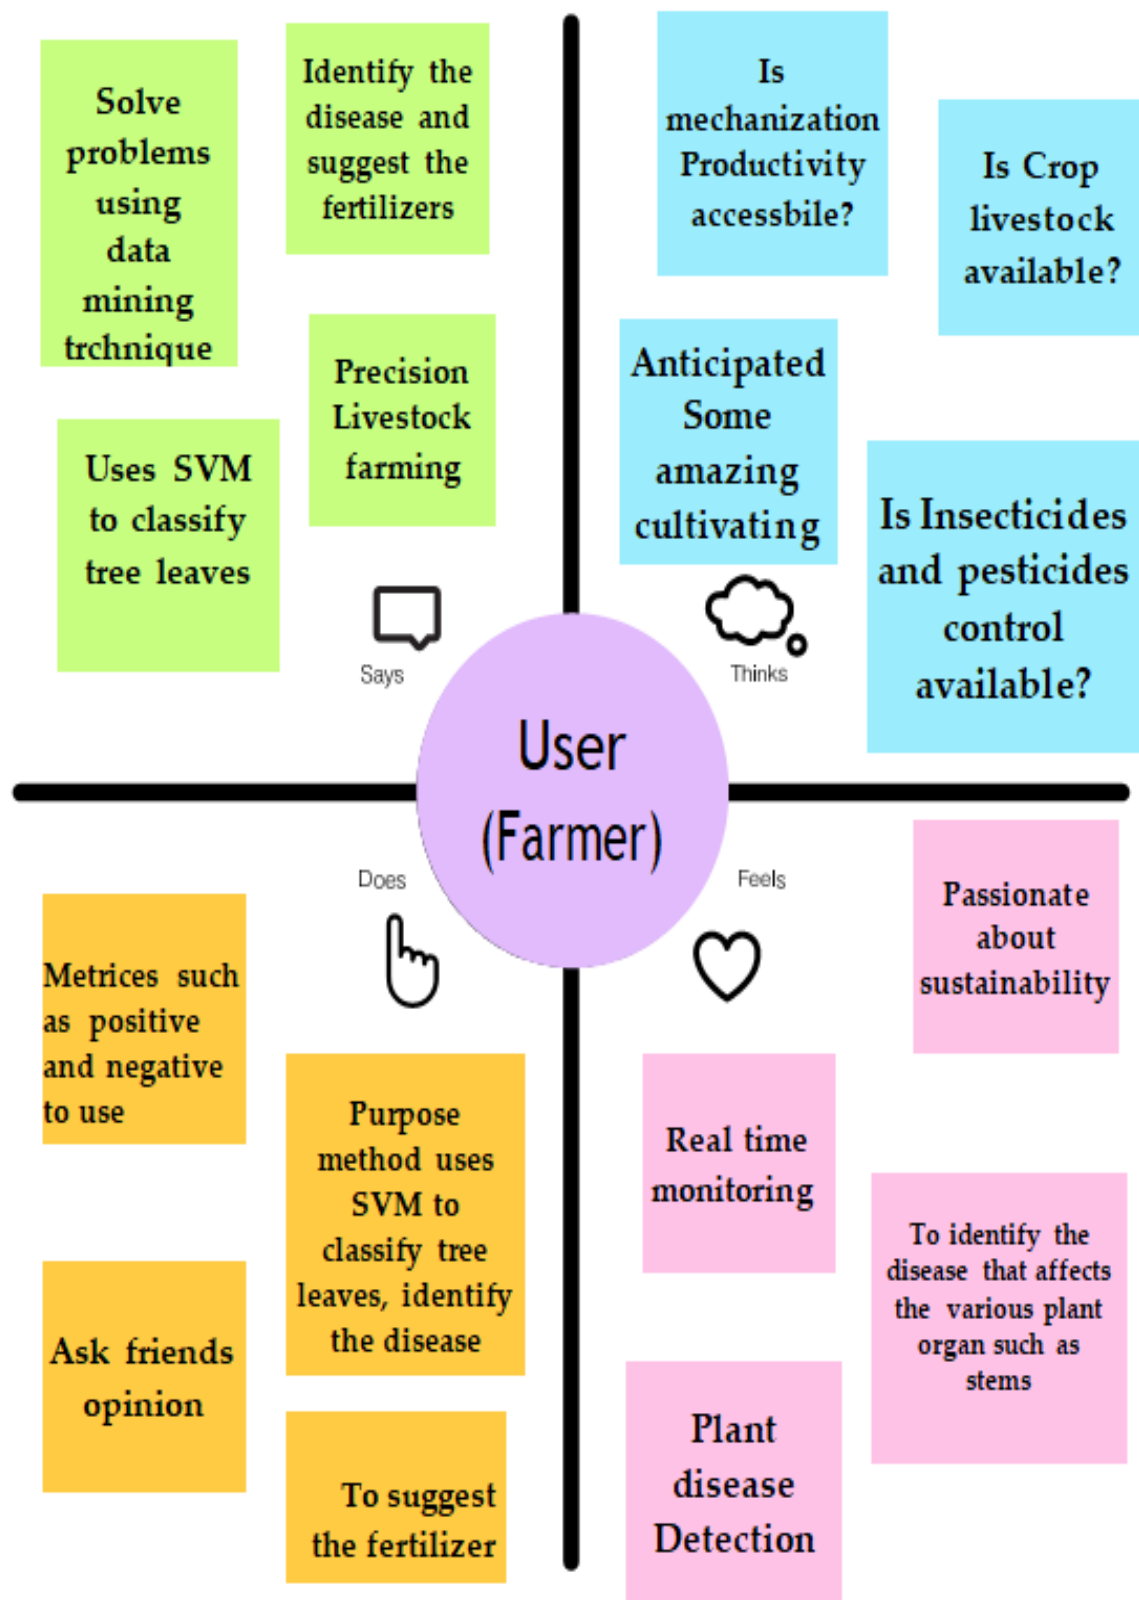 Solve
problems
using
data
mining
trchnique
Identify the
disease and
suggest the
fertilizers
Uses SVM
to classify
tree leaves
Precision
Livestock
farming
Says
Is
mechanization
Productivity
accessbile?
Is Crop
livestock
available?
Anticipated
Some
amazing
cultivating
Is Insecticides
and pesticides
control
available?
Thinks
User
(Farmer)
Does
Metrices such
as positive
and negative
to use
Purpose
method uses
SVM to
classify tree
leaves, identify
the disease
Ask friends
opinion
To suggest
the fertilizer
Feels
Passionate
about
sustainability
Real time
monitoring
To identify the
disease that affects
the various plant
organ such as
stems
Plant
disease
Detection